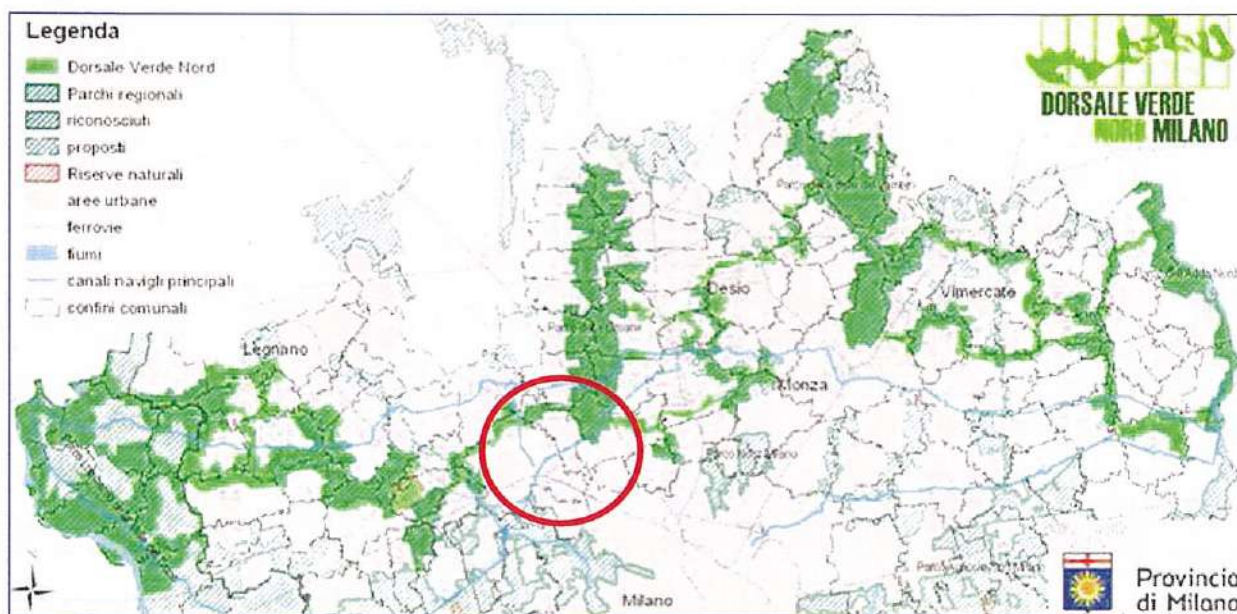 Legenda
Dorsale Verde Nord
Parchi regionali
riconosciuti
proposti
Riserve naturali
aree urbane
ferrovie
fiumi
canali navigli principali
confini comunali
DORSALE VERDE
NORD MILANO
Desio
Vimercate
Legnano
Monza
Milano
Provincia
di Milano